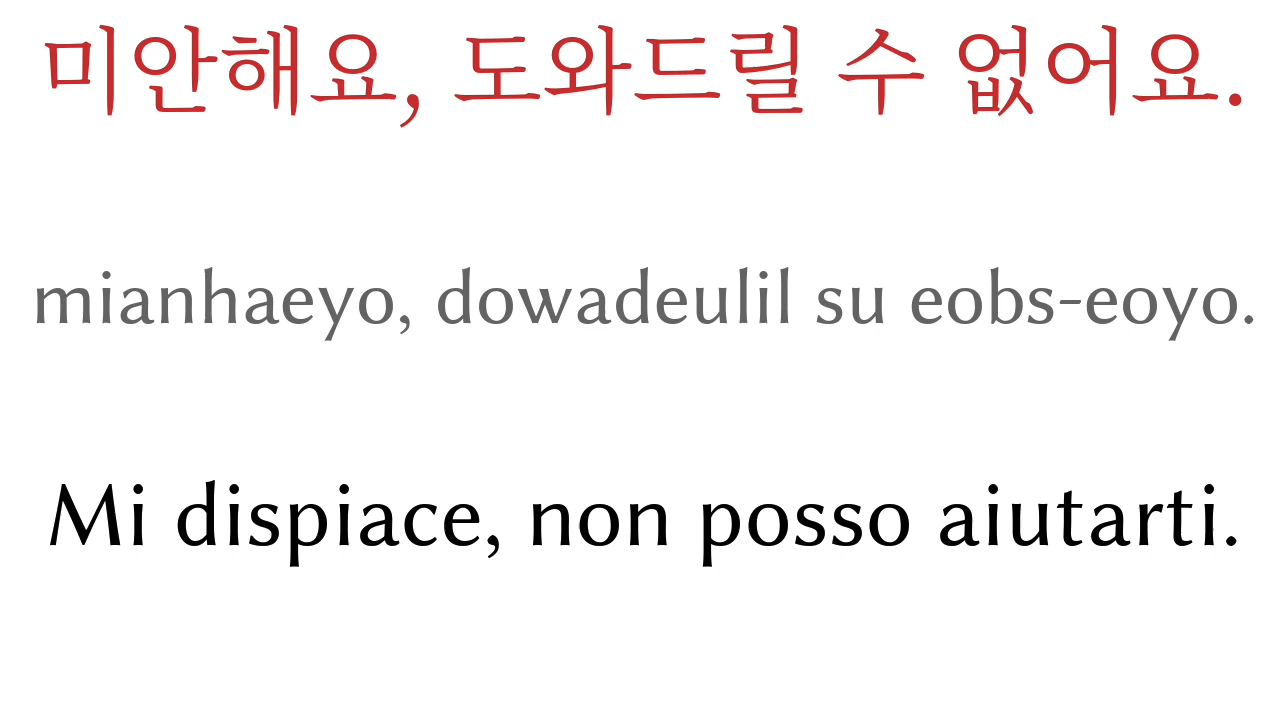 미안해요, 도와드릴 수 없어요.
mianhaeyo, dowadeulil su eobs-eoyo.
Mi dispiace, non posso aiutarti.